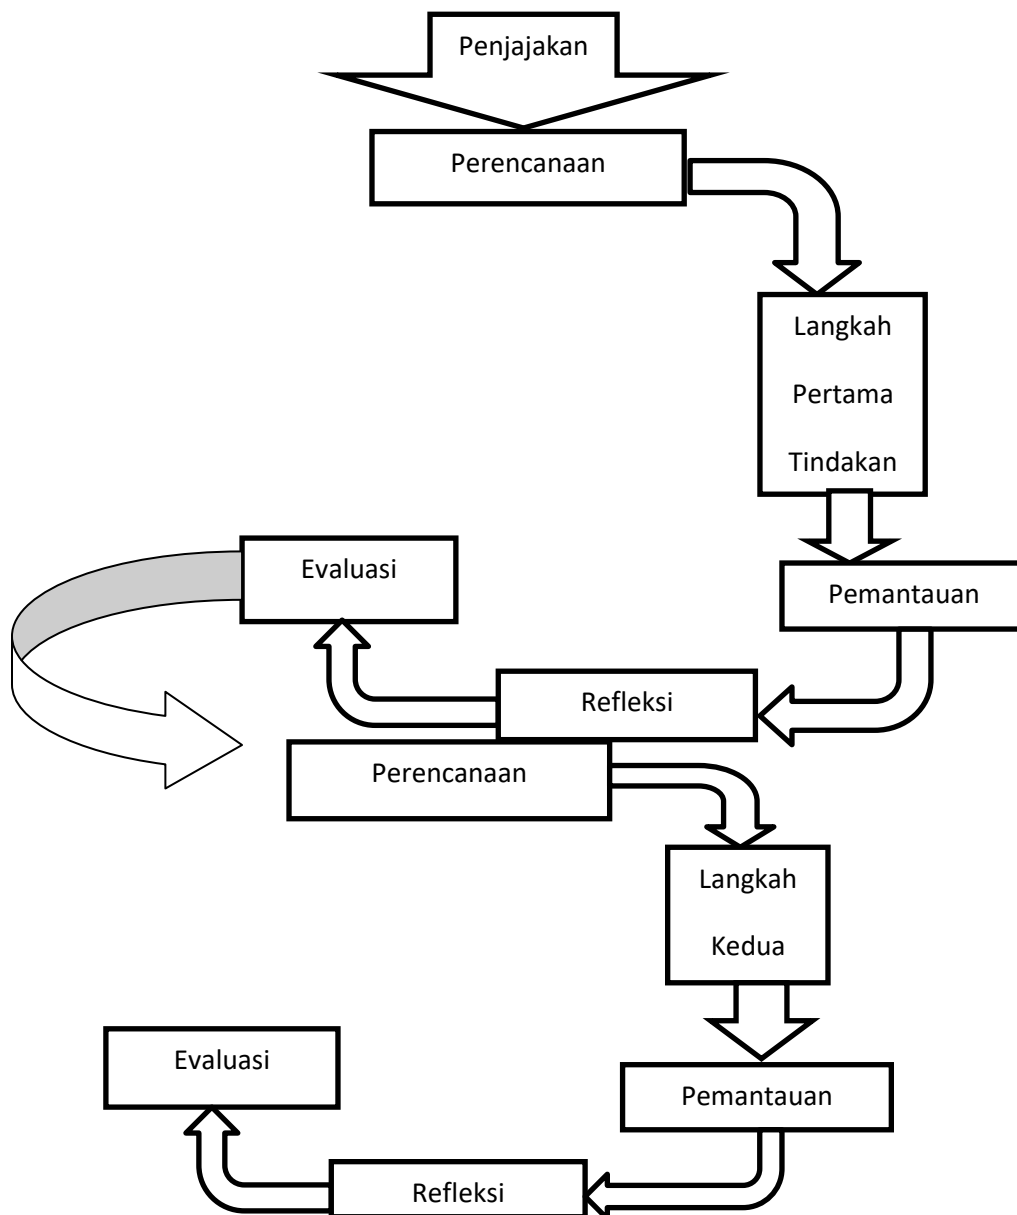 Penjajakan
Perencanaan
Langkah
Pertama
Tindakan
Pemantauan
Refleksi
Evaluasi
Perencanaan
Langkah
Kedua
Pemantauan
Refleksi
Evaluasi